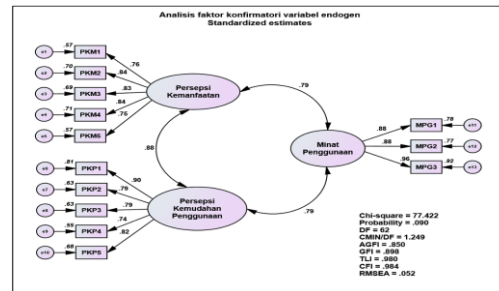 Analisis faktor konfirmatori variabel endogen
Standardized estimates
e1 .57 PKM1 .76
e2 .70 PKM2 .84
e3 .69 PKM3 .83
e4 .71 PKM4 .84
e5 .57 PKM5 .76
Persepsi
Kemanfaatan
.79
.88
Minat
Penggunaan
.88 MPG1 .78 e11
.88 MPG2 .77 e12
.96 MPG3 .92 e13
e6 .81 PKP1 .90
e7 .63 PKP2 .79
e8 .63 PKP3 .79
e9 .55 PKP4 .74
e10 .68 PKP5 .82
Persepsi
Kemudahan
Penggunaan
.79
Chi-square = 77.422
Probability = .090
DF = 62
CMIN/DF = 1.249
AGFI = .850
GFI = .898
TLI = .980
CFI = .984
RMSEA = .052